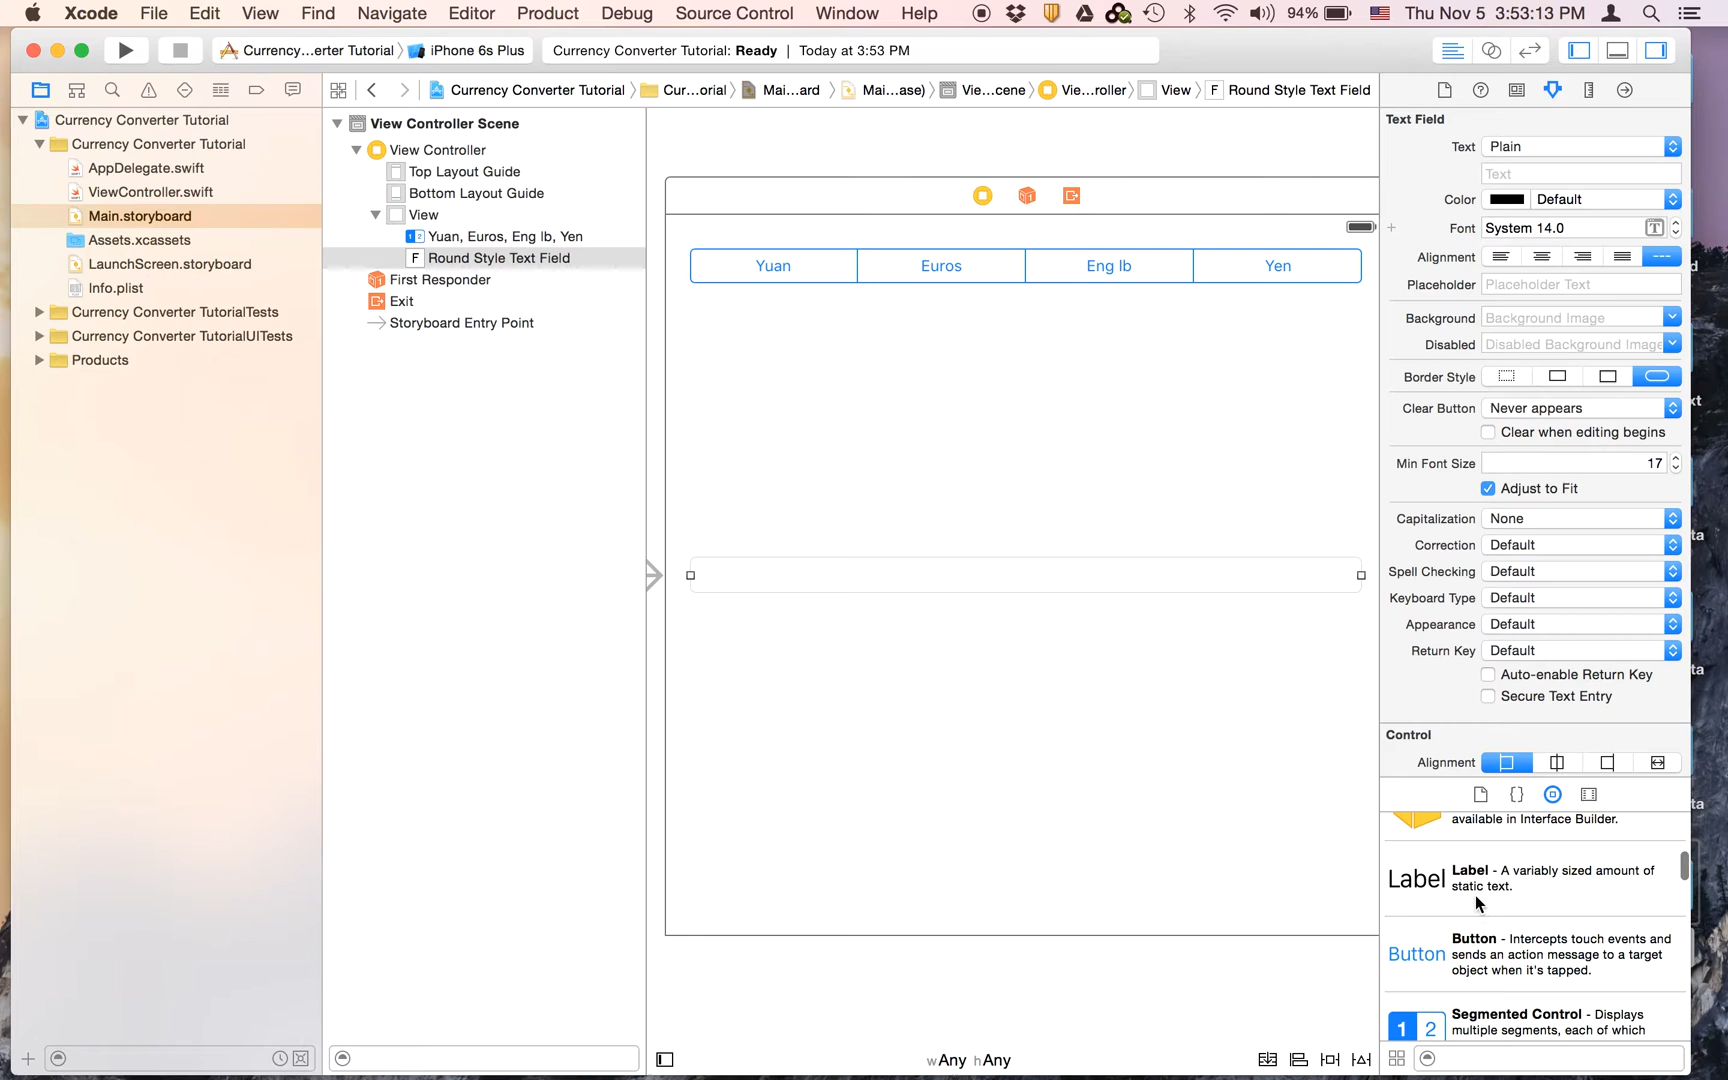 Xcode File Edit View Find Navigate Editor Product Debug Source Control Window Help 94% Thu Nov 5 3:53:13 PM
Currency...erter Tutorial iPhone 6s Plus Currency Converter Tutorial: Ready | Today at 3:53 PM
Currency Converter Tutorial Cur...orial Mai...ard Mai...ase) Vie...cene Vie...roller View F Round Style Text Field
Currency Converter Tutorial
Currency Converter Tutorial
AppDelegate.swift
ViewController.swift
Main.storyboard
Assets.xcassets
LaunchScreen.storyboard
Info.plist
Currency Converter TutorialTests
Currency Converter TutorialUITests
Products
View Controller Scene
View Controller
Top Layout Guide
Bottom Layout Guide
View
1 2 Yuan, Euros, Eng lb, Yen
F Round Style Text Field
First Responder
Exit
Storyboard Entry Point
Yuan Euros Eng lb Yen
wAny hAny
Text Field
Text Plain
Text
Color Default
Font System 14.0 T
Alignment
Placeholder Placeholder Text
Background Background Image
Disabled Disabled Background Image
Border Style
Clear Button Never appears
Clear when editing begins
Min Font Size 17
Adjust to Fit
Capitalization None
Correction Default
Spell Checking Default
Keyboard Type Default
Appearance Default
Return Key Default
Auto-enable Return Key
Secure Text Entry
Control
Alignment
available in Interface Builder.
Label Label - A variably sized amount of
static text.
Button Button - Intercepts touch events and
sends an action message to a target
object when it's tapped.
1 2 Segmented Control - Displays
multiple segments, each of which